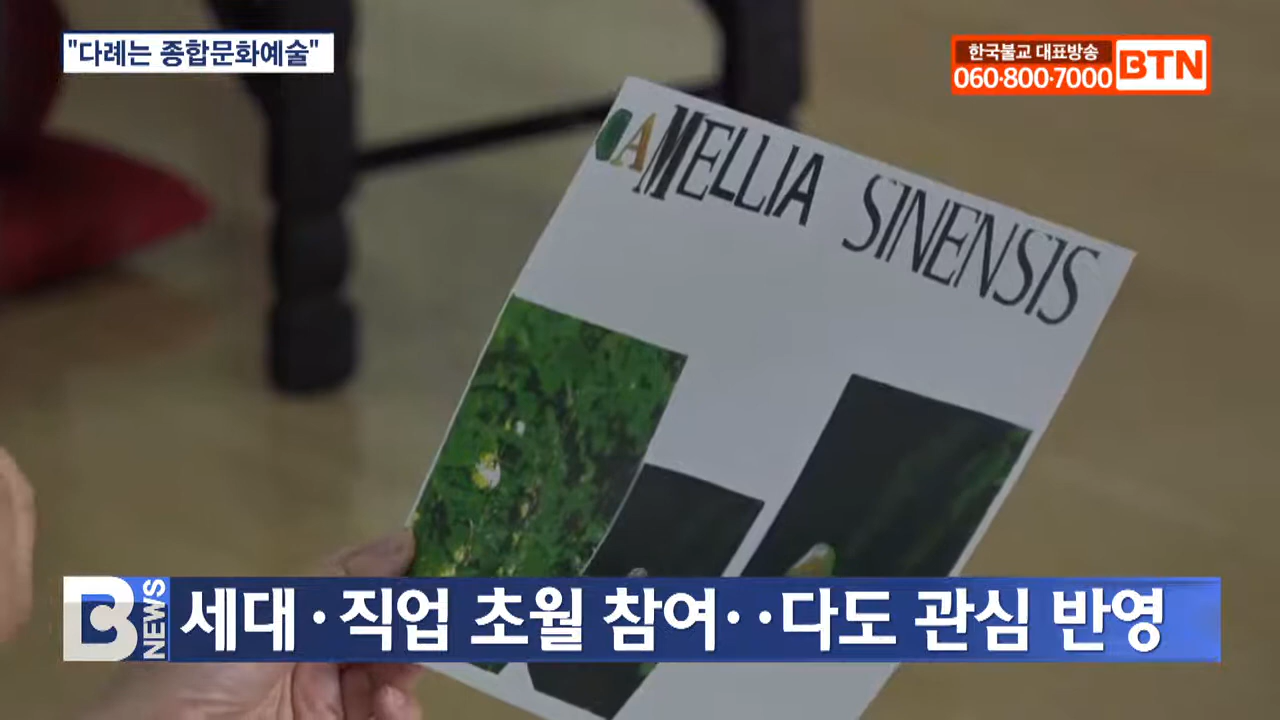 "다례는 종합문화예술"
한국불교 대표방송
060·800·7000
BTN
CAMELLIA SINENSIS
B NEWS
세대·직업 초월 참여··다도 관심 반영